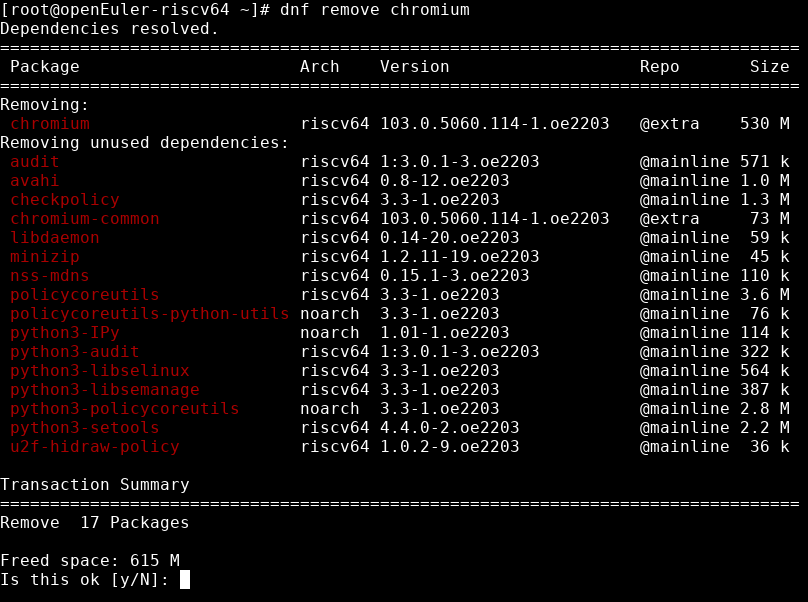 [root@openEuler-riscv64 ~]# dnf remove chromium
Dependencies resolved.
================================================================================
 Package                      Arch    Version                   Repo       Size
================================================================================
Removing:
 chromium                     riscv64 103.0.5060.114-1.oe2203   @extra    530 M
Removing unused dependencies:
 audit                        riscv64 1:3.0.1-3.oe2203          @mainline 571 k
 avahi                        riscv64 0.8-12.oe2203             @mainline 1.0 M
 checkpolicy                  riscv64 3.3-1.oe2203              @mainline 1.3 M
 chromium-common              riscv64 103.0.5060.114-1.oe2203   @extra     73 M
 libdaemon                    riscv64 0.14-20.oe2203            @mainline  59 k
 minizip                      riscv64 1.2.11-19.oe2203          @mainline  45 k
 nss-mdns                     riscv64 0.15.1-3.oe2203           @mainline 110 k
 policycoreutils              riscv64 3.3-1.oe2203              @mainline 3.6 M
 policycoreutils-python-utils noarch  3.3-1.oe2203              @mainline  76 k
 python3-IPy                  noarch  1.01-1.oe2203             @mainline 114 k
 python3-audit                riscv64 1:3.0.1-3.oe2203          @mainline 322 k
 python3-libselinux           riscv64 3.3-1.oe2203              @mainline 564 k
 python3-libsemanage          riscv64 3.3-1.oe2203              @mainline 387 k
 python3-policycoreutils      noarch  3.3-1.oe2203              @mainline 2.8 M
 python3-setools              riscv64 4.4.0-2.oe2203            @mainline 2.2 M
 u2f-hidraw-policy            riscv64 1.0.2-9.oe2203            @mainline  36 k

Transaction Summary
================================================================================
Remove  17 Packages

Freed space: 615 M
Is this ok [y/N]: